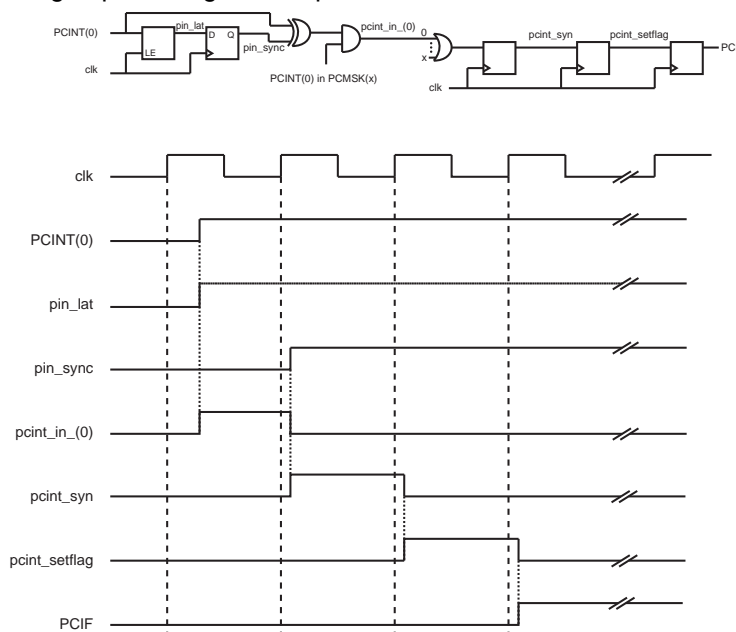 PCINT(0)
LE
pin_lat
D Q
pin_sync
clk
PCINT(0) in PCMSK(x)
pcint_in_(0)
0
x
clk
pcint_syn
pcint_setflag
PC
clk
PCINT(0)
pin_lat
pin_sync
pcint_in_(0)
pcint_syn
pcint_setflag
PCIF